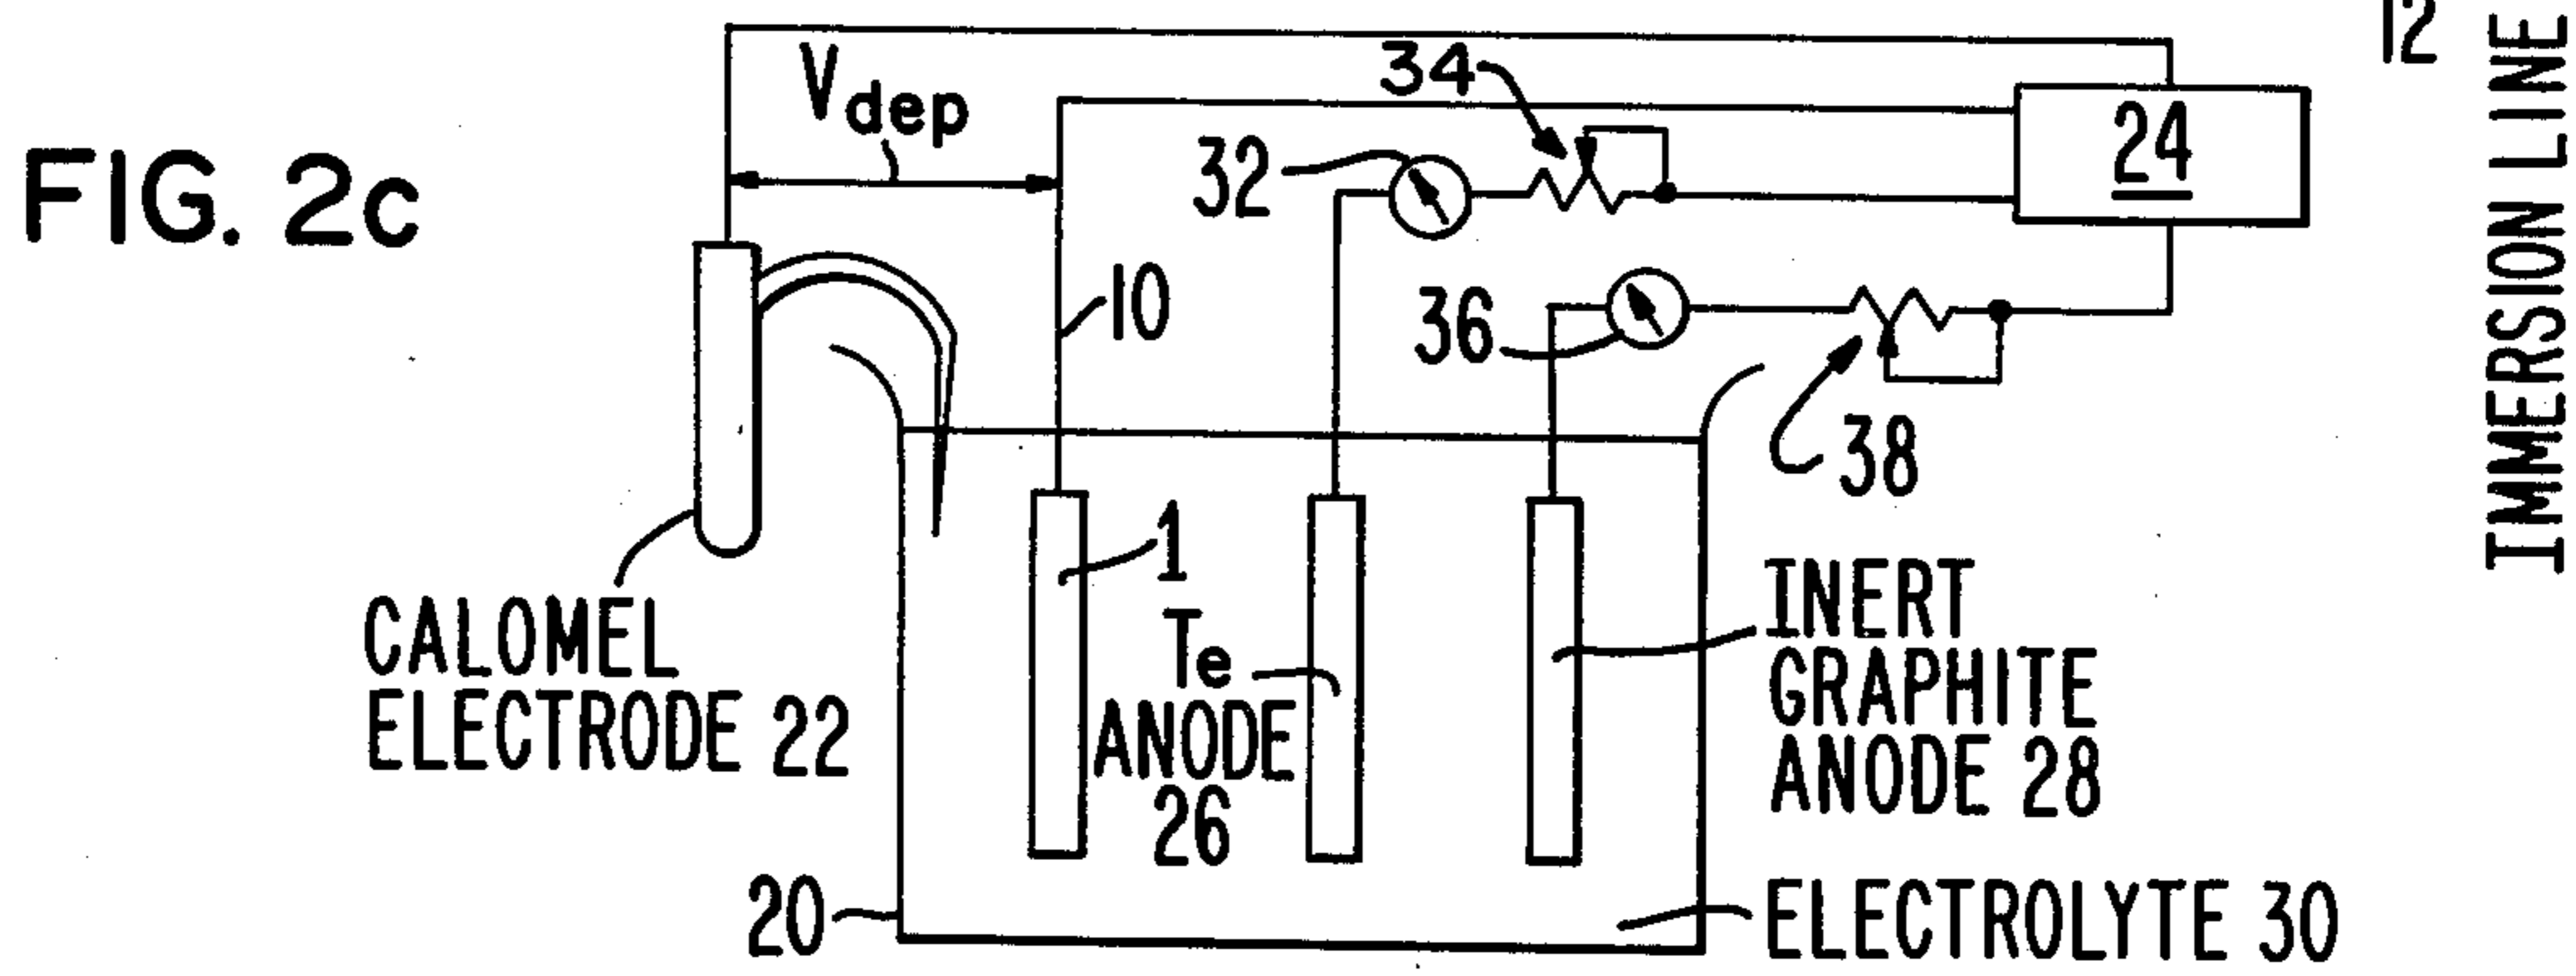 FIG. 2c
V dep
34
24
12
32
10
36
38
1
CALOMEL
ELECTRODE 22
Te
ANODE
26
INERT
GRAPHITE
ANODE 28
20
ELECTROLYTE 30
IMMERSION LINE